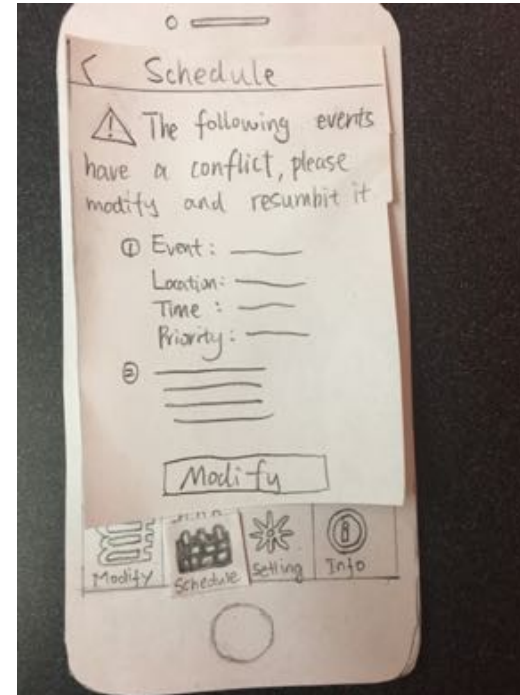 Schedule
The following events
have a conflict, please
modify and resumbit it
① Event:
Location:
Time :
Priority:
②
Modify
Modify Schedule Setting Info